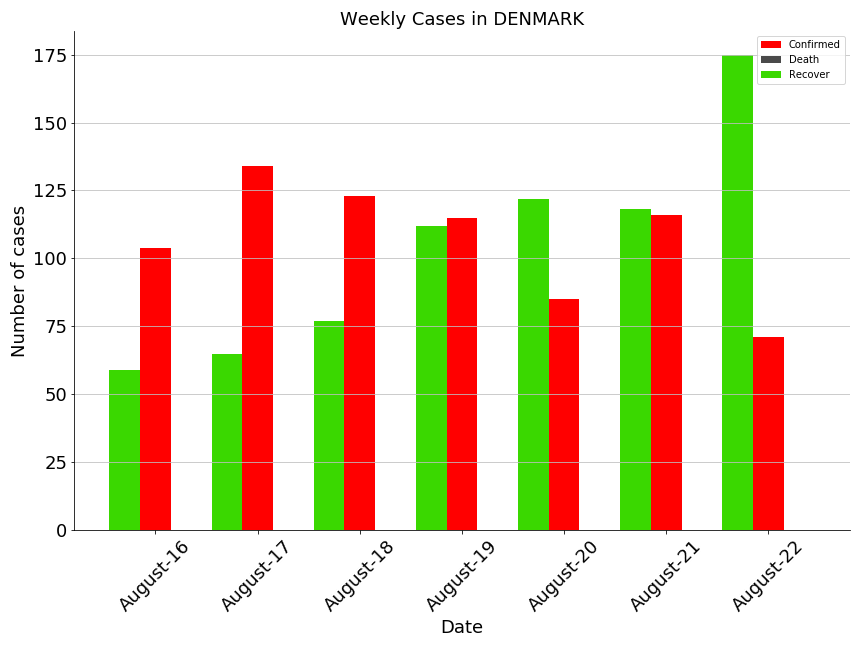 Weekly Cases in DENMARK
Confirmed
Death
Recover
Number of cases
175
150
125
100
75
50
25
0
August-16
August-17
August-18
August-19
August-20
August-21
August-22
Date